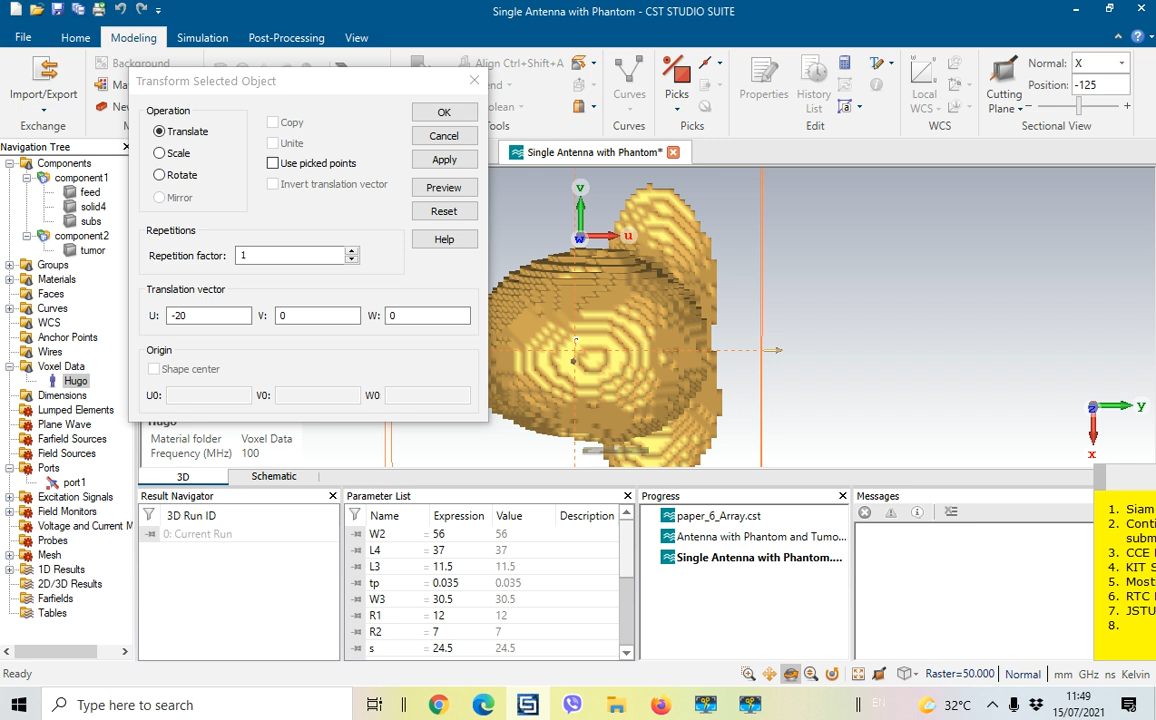 Single Antenna with Phantom - CST STUDIO SUITE
File
Home
Modeling
Simulation
Post-Processing
View
Import/Export
Exchange
Background
Align Ctrl+Shift+A
Curves
Curves
Picks
Picks
Properties
History
List
Edit
Local
WCS
WCS
Cutting
Plane
Normal: X
Position: -125
Sectional View
Navigation Tree
Components
component1
feed
solid4
subs
component2
tumor
Groups
Materials
Faces
Curves
WCS
Anchor Points
Wires
Voxel Data
Hugo
Dimensions
Lumped Elements
Plane Wave
Farfield Sources
Field Sources
Ports
port1
Excitation Signals
Field Monitors
Voltage and Current M
Probes
Mesh
1D Results
2D/3D Results
Farfields
Tables
Transform Selected Object
Operation
Translate
Scale
Rotate
Mirror
Copy
Unite
Use picked points
Invert translation vector
OK
Cancel
Apply
Preview
Reset
Help
Repetitions
Repetition factor: 1
Translation vector
U: -20 V: 0 W: 0
Origin
Shape center
U0: V0: W0
Single Antenna with Phantom*
v
u
w
y
z
x
Material folder Voxel Data
Frequency (MHz) 100
3D
Schematic
Result Navigator
3D Run ID
0: Current Run
Parameter List
Name Expression Value Description
W2 = 56 56
L4 = 37 37
L3 = 11.5 11.5
tp = 0.035 0.035
W3 = 30.5 30.5
R1 = 12 12
R2 = 7 7
s = 24.5 24.5
Progress
paper_6_Array.cst
Antenna with Phantom and Tumo...
Single Antenna with Phantom....
Messages
1. Siam
2. Conti
subm
3. CCE
4. KIT S
5. Most
6. RTC
7. JSTU
8.
Ready
Raster=50.000 Normal mm GHz ns Kelvin
Type here to search
EN
32°C
11:49
15/07/2021